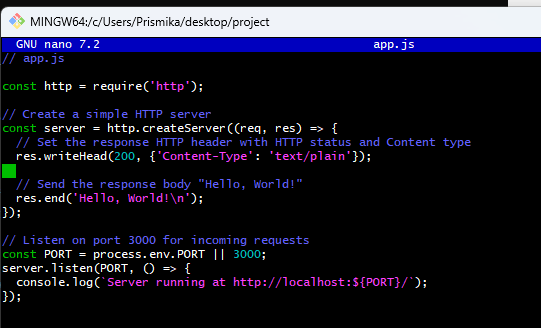 MINGW64:/c/Users/Prismika/desktop/project
GNU nano 7.2 app.js
// app.js
const http = require('http');
// Create a simple HTTP server
const server = http.createServer((req, res) => {
  // Set the response HTTP header with HTTP status and Content type
  res.writeHead(200, {'Content-Type': 'text/plain'});
  // Send the response body "Hello, World!"
  res.end('Hello, World!\n');
});
// Listen on port 3000 for incoming requests
const PORT = process.env.PORT || 3000;
server.listen(PORT, () => {
  console.log(`Server running at http://localhost:${PORT}/`);
});